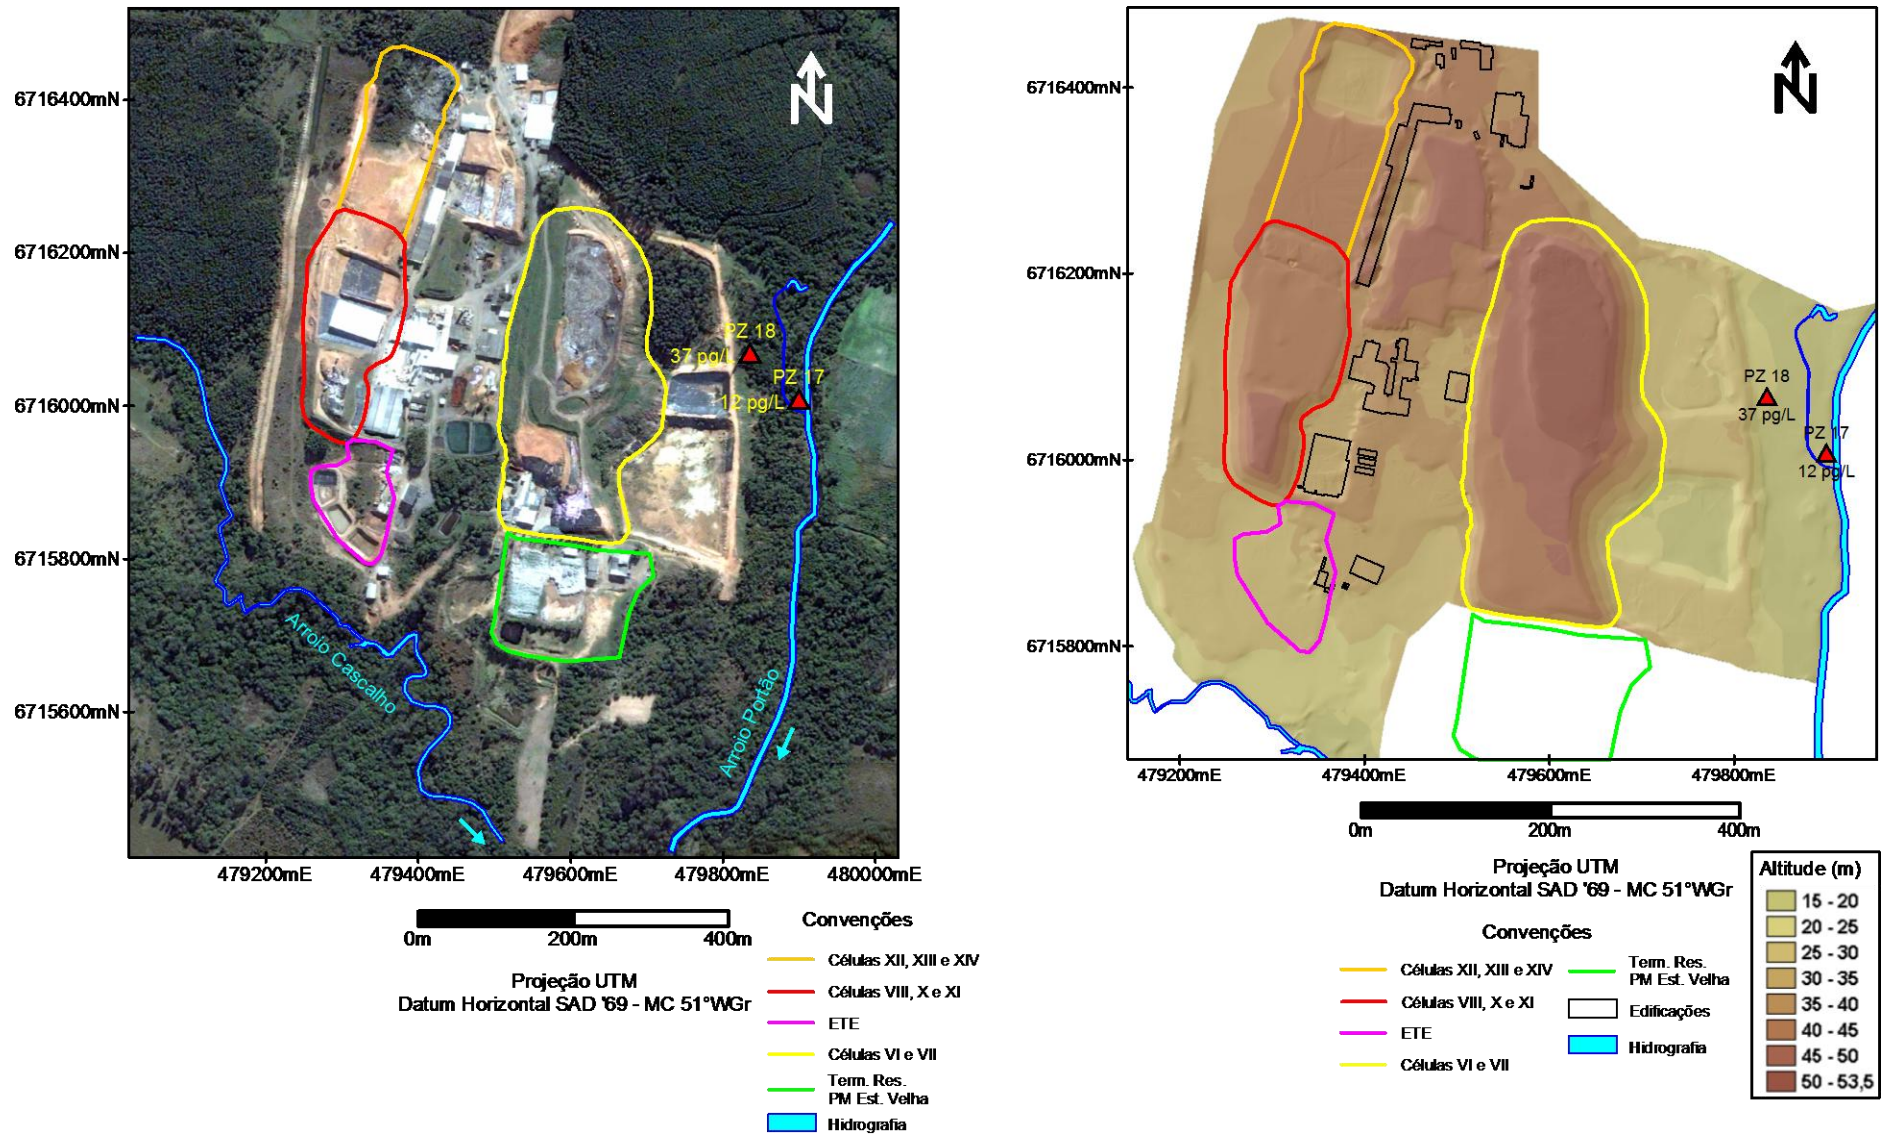 6716400mN
6716200mN
6716000mN
6715800mN
6715600mN
N
PZ 18
37 pg/L
PZ 17
12 pg/L
Arroio Cascalho
Arroio Portão
479200mE
479400mE
479600mE
479800mE
480000mE
0m
200m
400m
Projeção UTM
Datum Horizontal SAD '69 - MC 51°WGr
Convenções
Células XII, XIII e XIV
Células VIII, X e XI
ETE
Células VI e VII
Term. Res.
PM Est. Velha
Hidrografia
6716400mN
6716200mN
6716000mN
6715800mN
N
PZ 18
37 pg/L
PZ 17
12 pg/L
479200mE
479400mE
479600mE
479800mE
0m
200m
400m
Projeção UTM
Datum Horizontal SAD '69 - MC 51°WGr
Convenções
Células XII, XIII e XIV
Células VIII, X e XI
ETE
Células VI e VII
Term. Res.
PM Est. Velha
Edificações
Hidrografia
Altitude (m)
15 - 20
20 - 25
25 - 30
30 - 35
35 - 40
40 - 45
45 - 50
50 - 53,5